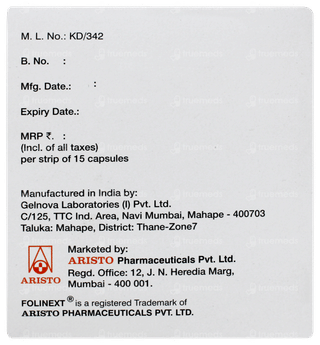 M. L. No.: KD/342
B. No. :
Mfg. Date.: :
Expiry Date.:
MRP ₹. :
(Incl. of all taxes)
per strip of 15 capsules
Manufactured in India by:
Gelnova Laboratories (I) Pvt. Ltd.
C/125, TTC Ind. Area, Navi Mumbai, Mahape - 400703
Taluka: Mahape, District: Thane-Zone7
Marketed by:
ARISTO Pharmaceuticals Pvt. Ltd.
Regd. Office: 12, J. N. Heredia Marg,
Mumbai - 400 001.
ARISTO
FOLINEXT® is a registered Trademark of
ARISTO PHARMACEUTICALS PVT. LTD.